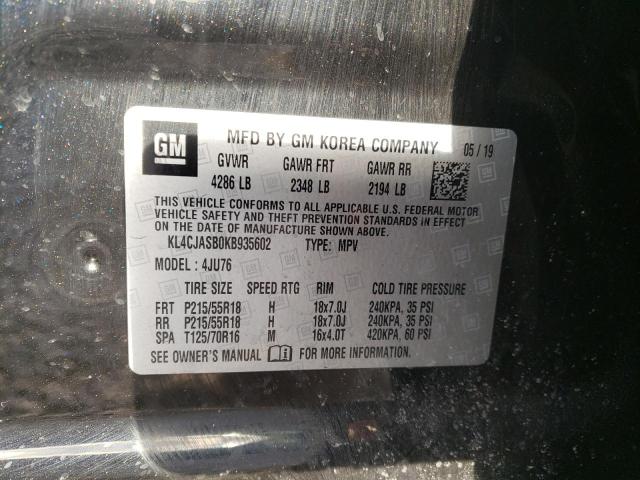 GM MFD BY GM KOREA COMPANY 05 / 19
GVWR GAWR FRT GAWR RR
4286 LB 2348 LB 2194 LB
THIS VEHICLE CONFORMS TO ALL APPLICABLE U.S. FEDERAL MOTOR
VEHICLE SAFETY AND THEFT PREVENTION STANDARDS IN EFFECT
ON THE DATE OF MANUFACTURE SHOWN ABOVE.
KL4CJASB0KB935602 TYPE: MPV
MODEL: 4JU76
TIRE SIZE SPEED RTG RIM COLD TIRE PRESSURE
FRT P215/55R18 H 18x7.0J 240KPA, 35 PSI
RR P215/55R18 H 18x7.0J 240KPA, 35 PSI
SPA T125/70R16 M 16x4.0T 420KPA, 60 PSI
SEE OWNER'S MANUAL FOR MORE INFORMATION.